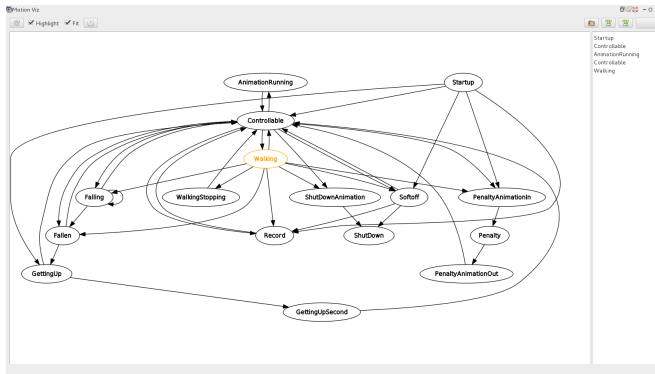 Motion Viz
Highlight Fit
Startup
Controllable
AnimationRunning
Controllable
Walking
AnimationRunning
Startup
Controllable
Walking
Falling
WalkingStopping
ShutDownAnimation
Softoff
PenaltyAnimationIn
Fallen
Record
ShutDown
Penalty
GettingUp
PenaltyAnimationOut
GettingUpSecond